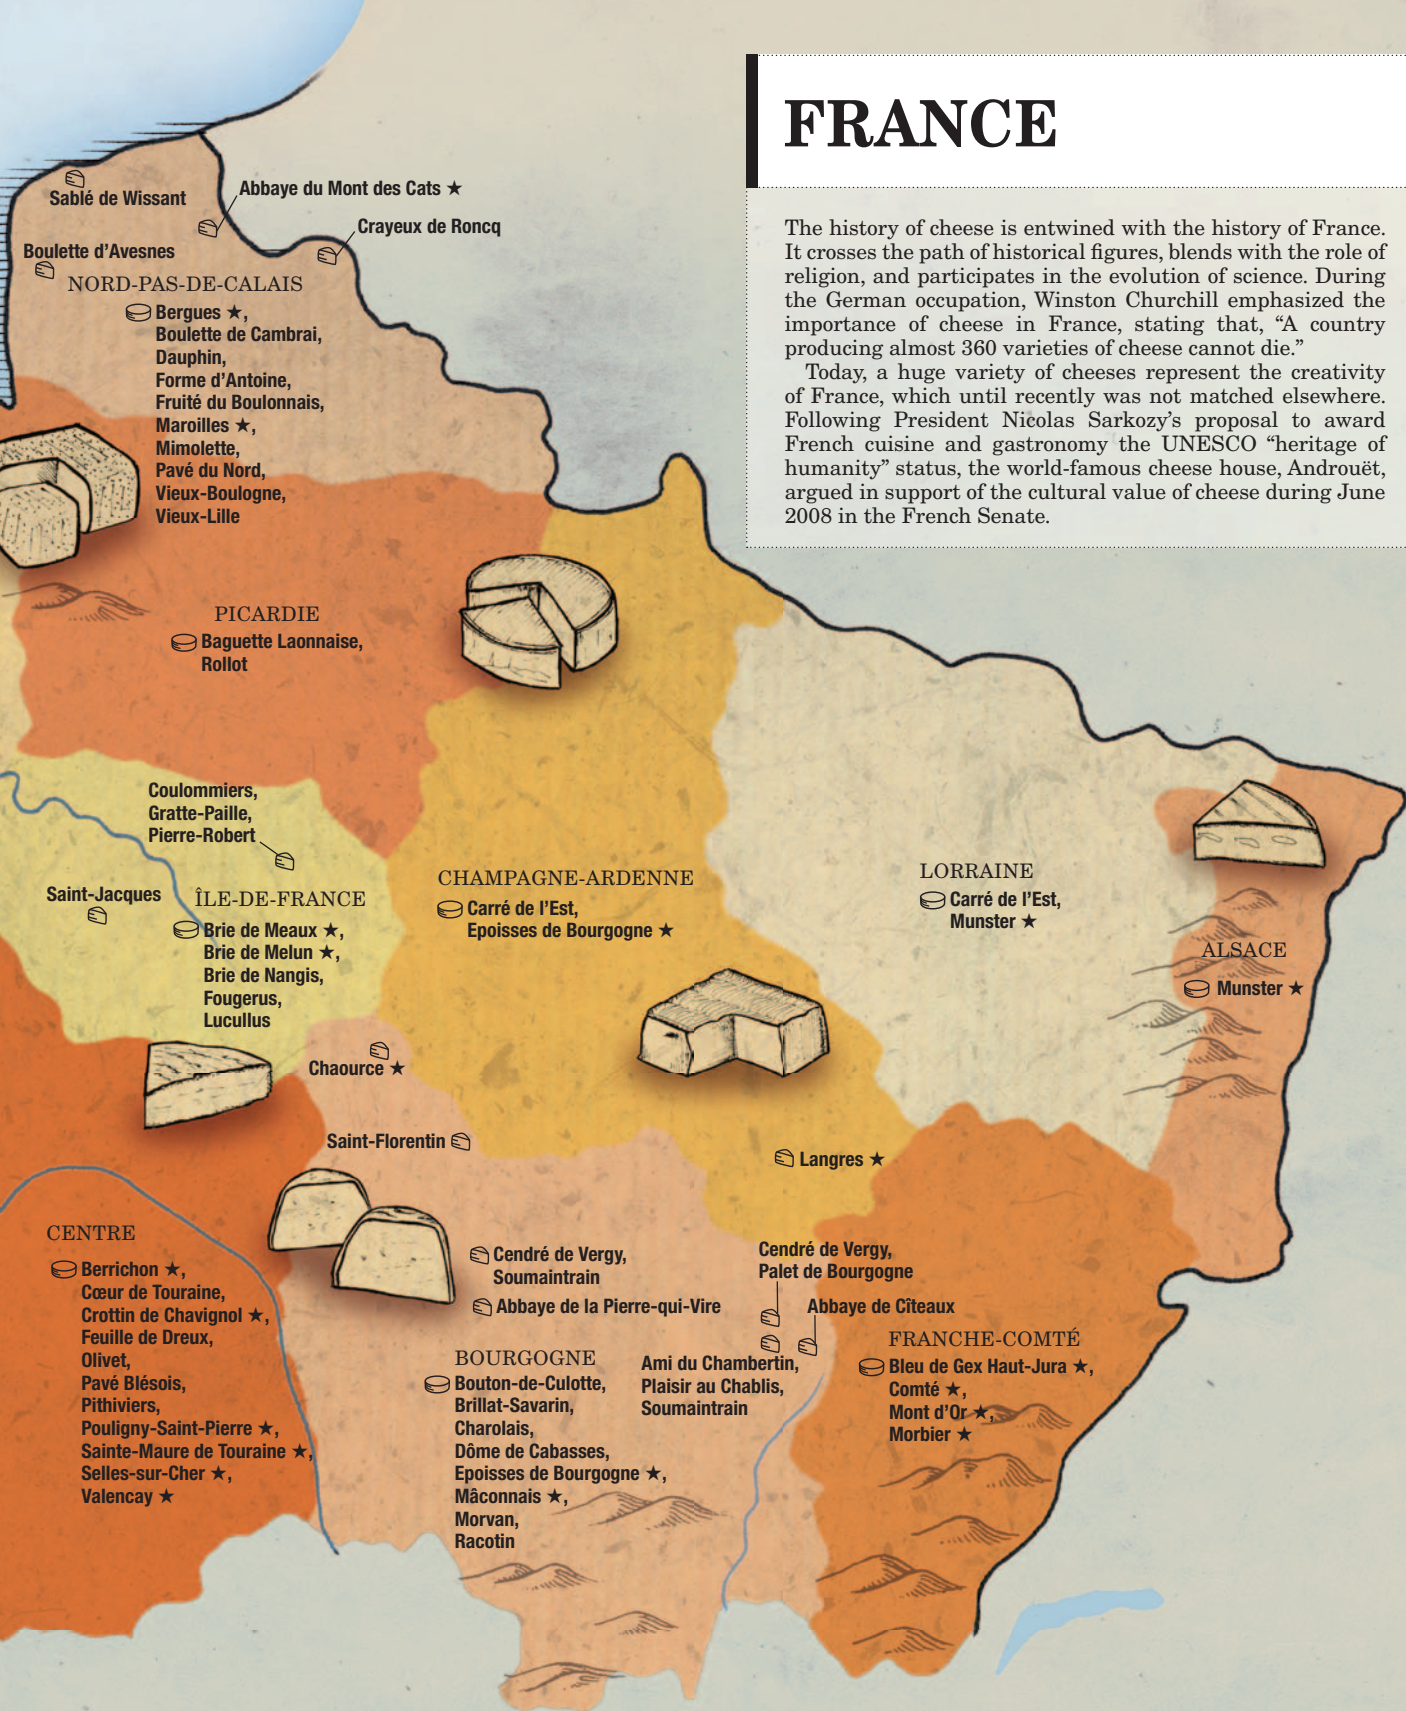 FRANCE
The history of cheese is entwined with the history of France.
It crosses the path of historical figures, blends with the role of
religion, and participates in the evolution of science. During
the German occupation, Winston Churchill emphasized the
importance of cheese in France, stating that, “A country
producing almost 360 varieties of cheese cannot die.”
Today, a huge variety of cheeses represent the creativity
of France, which until recently was not matched elsewhere.
Following President Nicolas Sarkozy’s proposal to award
French cuisine and gastronomy the UNESCO “heritage of
humanity” status, the world-famous cheese house, Androuët,
argued in support of the cultural value of cheese during June
2008 in the French Senate.
Sablé de Wissant
Abbaye du Mont des Cats ★
Crayeux de Roncq
Boulette d’Avesnes
NORD-PAS-DE-CALAIS
Bergues ★,
Boulette de Cambrai,
Dauphin,
Forme d’Antoine,
Fruité du Boulonnais,
Maroilles ★,
Mimolette,
Pavé du Nord,
Vieux-Boulogne,
Vieux-Lille
PICARDIE
Baguette Laonnaise,
Rollot
Coulommiers,
Gratte-Paille,
Pierre-Robert
Saint-Jacques
ÎLE-DE-FRANCE
Brie de Meaux ★,
Brie de Melun ★,
Brie de Nangis,
Fougerus,
Lucullus
CHAMPAGNE-ARDENNE
Carré de l’Est,
Epoisses de Bourgogne ★
LORRAINE
Carré de l’Est,
Munster ★
ALSACE
Munster ★
Chaource ★
Saint-Florentin
Langres ★
CENTRE
Berrichon ★,
Cœur de Touraine,
Crottin de Chavignol ★,
Feuille de Dreux,
Olivet,
Pavé Blésois,
Pithiviers,
Pouligny-Saint-Pierre ★,
Sainte-Maure de Touraine ★,
Selles-sur-Cher ★,
Valencay ★
Cendré de Vergy,
Soumaintrain
Abbaye de la Pierre-qui-Vire
BOURGOGNE
Bouton-de-Culotte,
Brillat-Savarin,
Charolais,
Dôme de Cabasses,
Epoisses de Bourgogne ★,
Mâconnais ★,
Morvan,
Racotin
Cendré de Vergy,
Palet de Bourgogne
Abbaye de Cîteaux
Ami du Chambertin,
Plaisir au Chablis,
Soumaintrain
FRANCHE-COMTÉ
Bleu de Gex Haut-Jura ★,
Comté ★,
Mont d’Or ★,
Morbier ★